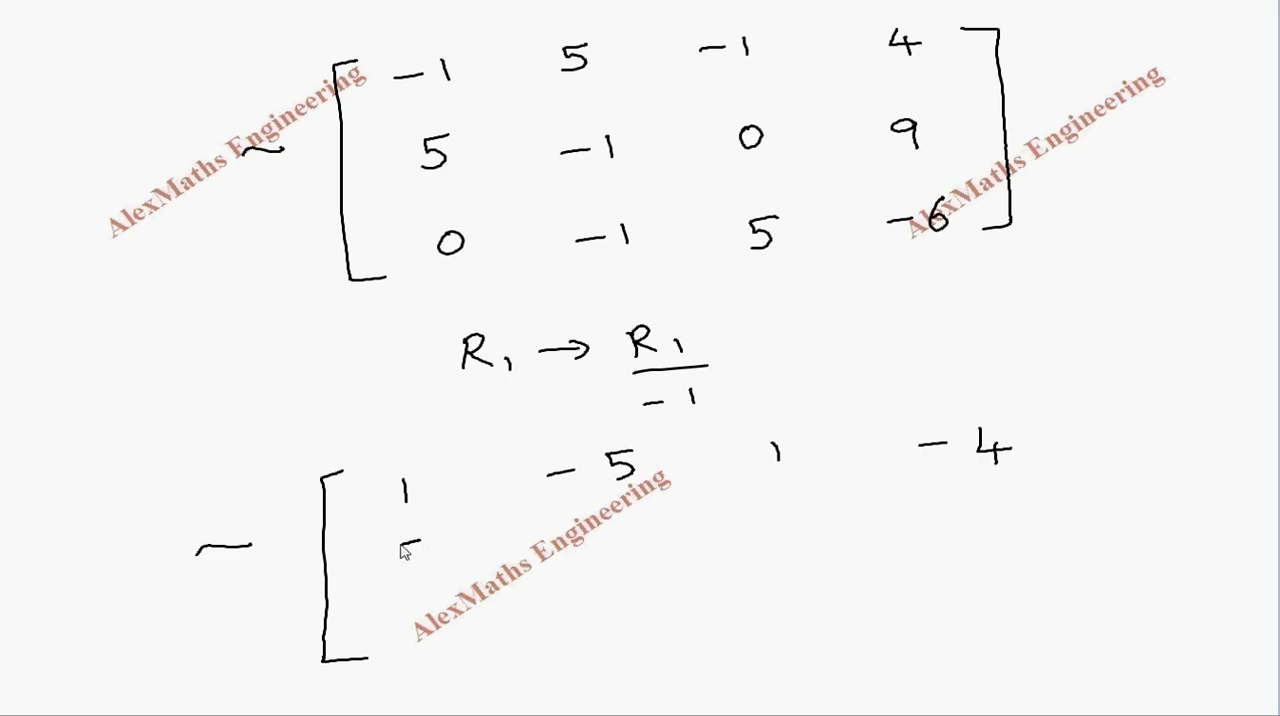 -1 5 -1 4
AlexMaths Engineering AlexMaths Engineering
~ 5 -1 0 9
0 -1 5 -6
R₁ → R₁
-1
1 -5 1 -4
~ 5
AlexMaths Engineering